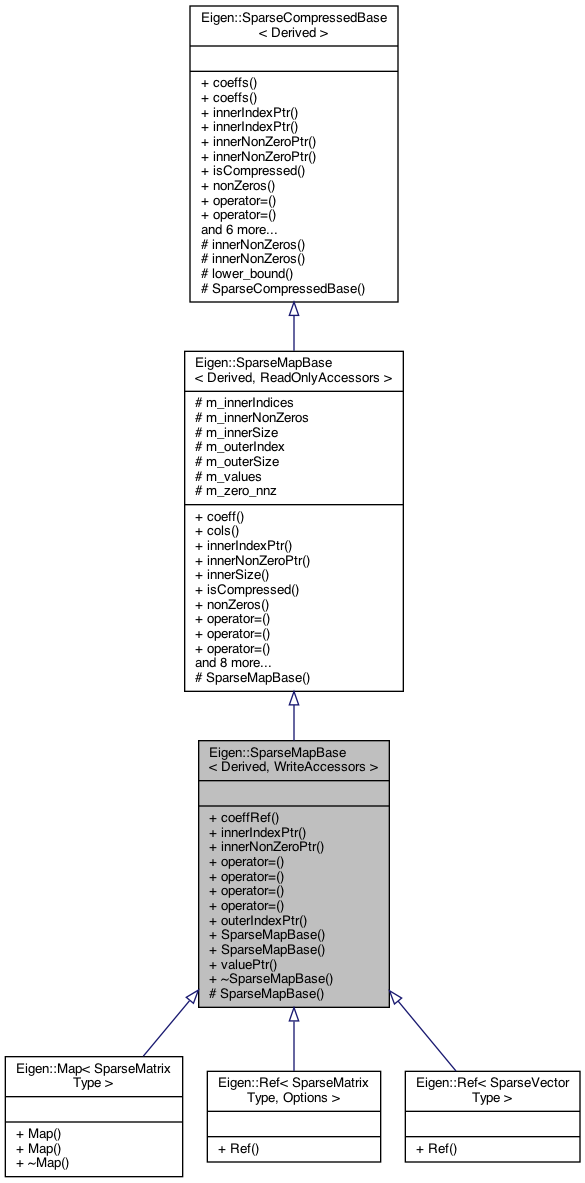 Eigen::SparseCompressedBase
< Derived >
+ coeffs()
+ coeffs()
+ innerIndexPtr()
+ innerIndexPtr()
+ innerNonZeroPtr()
+ innerNonZeroPtr()
+ isCompressed()
+ nonZeros()
+ operator=()
+ operator=()
and 6 more...
# innerNonZeros()
# innerNonZeros()
# lower_bound()
# SparseCompressedBase()
Eigen::SparseMapBase
< Derived, ReadOnlyAccessors >
# m_innerIndices
# m_innerNonZeros
# m_innerSize
# m_outerIndex
# m_outerSize
# m_values
# m_zero_nnz
+ coeff()
+ cols()
+ innerIndexPtr()
+ innerNonZeroPtr()
+ innerSize()
+ isCompressed()
+ nonZeros()
+ operator=()
+ operator=()
+ operator=()
and 8 more...
# SparseMapBase()
Eigen::SparseMapBase
< Derived, WriteAccessors >
+ coeffRef()
+ innerIndexPtr()
+ innerNonZeroPtr()
+ operator=()
+ operator=()
+ operator=()
+ operator=()
+ outerIndexPtr()
+ SparseMapBase()
+ SparseMapBase()
+ valuePtr()
+ ~SparseMapBase()
# SparseMapBase()
Eigen::Map< SparseMatrix
Type >
+ Map()
+ Map()
+ ~Map()
Eigen::Ref< SparseMatrix
Type, Options >
+ Ref()
Eigen::Ref< SparseVector
Type >
+ Ref()